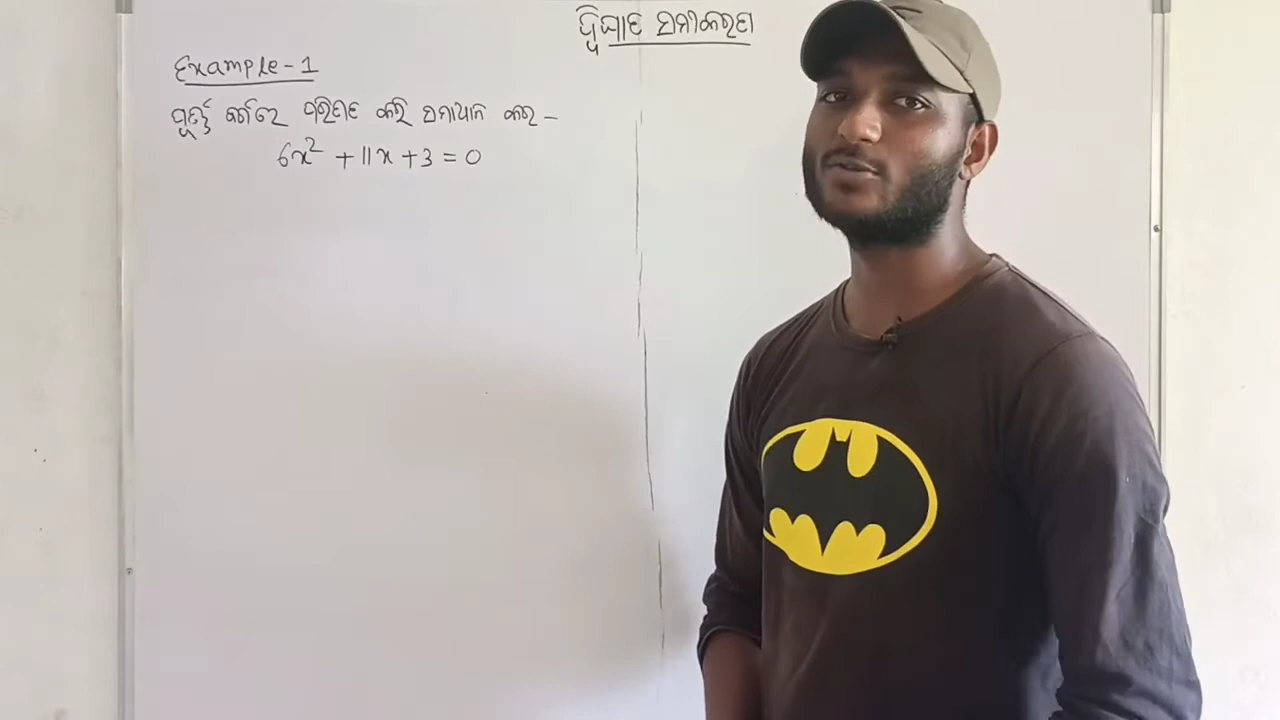 ଦ୍ୱିଘାତ ସମୀକରଣ
Example-1
ପୂର୍ଣ୍ଣ ବର୍ଗରେ ପରିଣତ କରି ସମାଧାନ କର -
6x² + 11x + 3 = 0